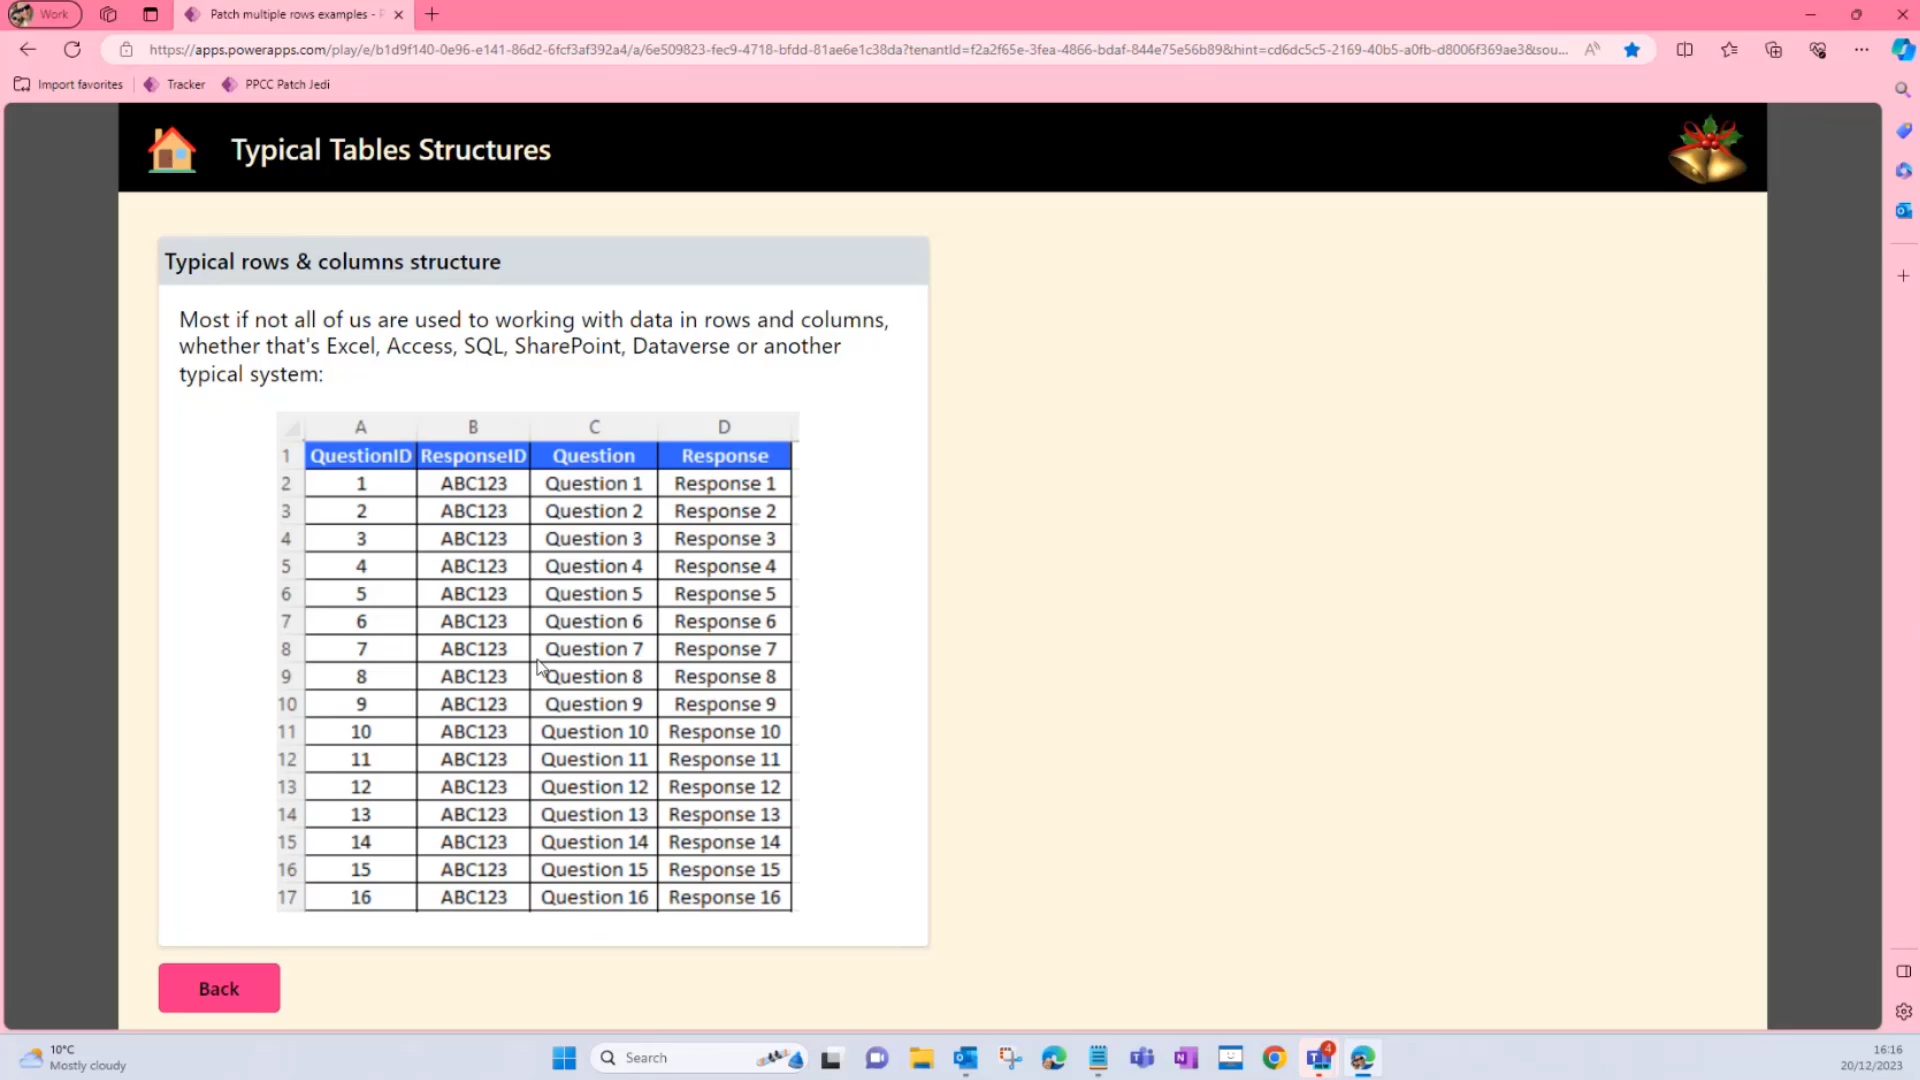 Work
Patch multiple rows examples - P
https://apps.powerapps.com/play/e/b1d9f140-0e96-e141-86d2-6fcf3af392a4/a/6e509823-fec9-4718-bfdd-81ae6e1c38da?tenantId=f2a2f65e-3fea-4866-bdaf-844e75e56b89&hint=cd6dc5c5-2169-40b5-a0fb-d8006f369ae3&sou...
Import favorites Tracker PPCC Patch Jedi
Typical Tables Structures
Typical rows & columns structure
Most if not all of us are used to working with data in rows and columns,
whether that's Excel, Access, SQL, SharePoint, Dataverse or another
typical system:
A B C D
1 QuestionID ResponseID Question Response
2 1 ABC123 Question 1 Response 1
3 2 ABC123 Question 2 Response 2
4 3 ABC123 Question 3 Response 3
5 4 ABC123 Question 4 Response 4
6 5 ABC123 Question 5 Response 5
7 6 ABC123 Question 6 Response 6
8 7 ABC123 Question 7 Response 7
9 8 ABC123 Question 8 Response 8
10 9 ABC123 Question 9 Response 9
11 10 ABC123 Question 10 Response 10
12 11 ABC123 Question 11 Response 11
13 12 ABC123 Question 12 Response 12
14 13 ABC123 Question 13 Response 13
15 14 ABC123 Question 14 Response 14
16 15 ABC123 Question 15 Response 15
17 16 ABC123 Question 16 Response 16
Back
10°C
Mostly cloudy
Search
4
16:16
20/12/2023